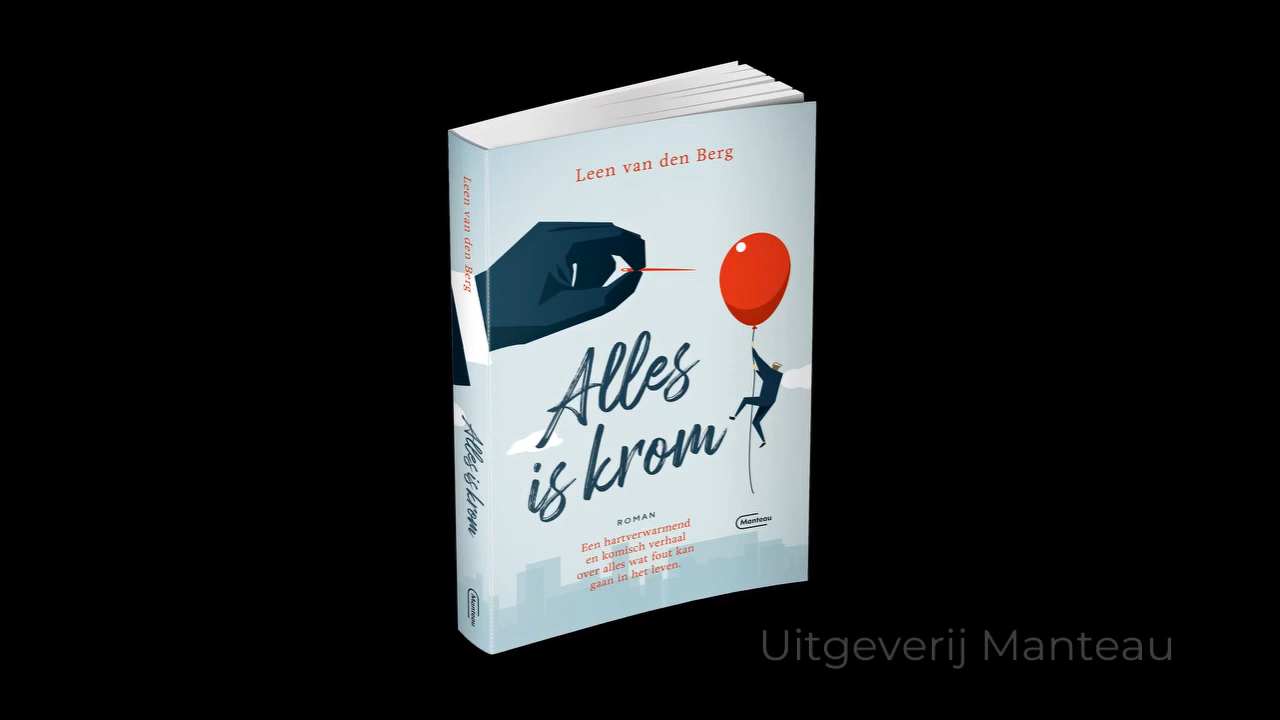 Leen van den Berg
Alles
is krom
ROMAN
Een hartverwarmend
en komisch verhaal
over alles wat fout kan
gaan in het leven.
Manteau
Leen van den Berg
Alles is krom
Manteau
Uitgeverij Manteau